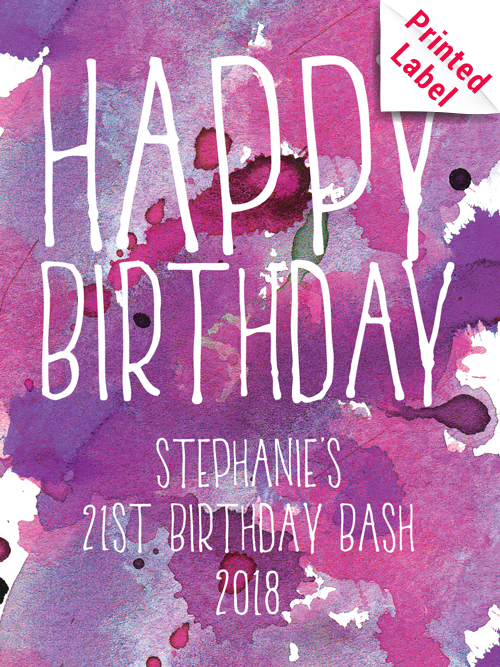 Printed
Label
HAPPY
BIRTHDAY
STEPHANIE'S
21ST BIRTHDAY BASH
2018